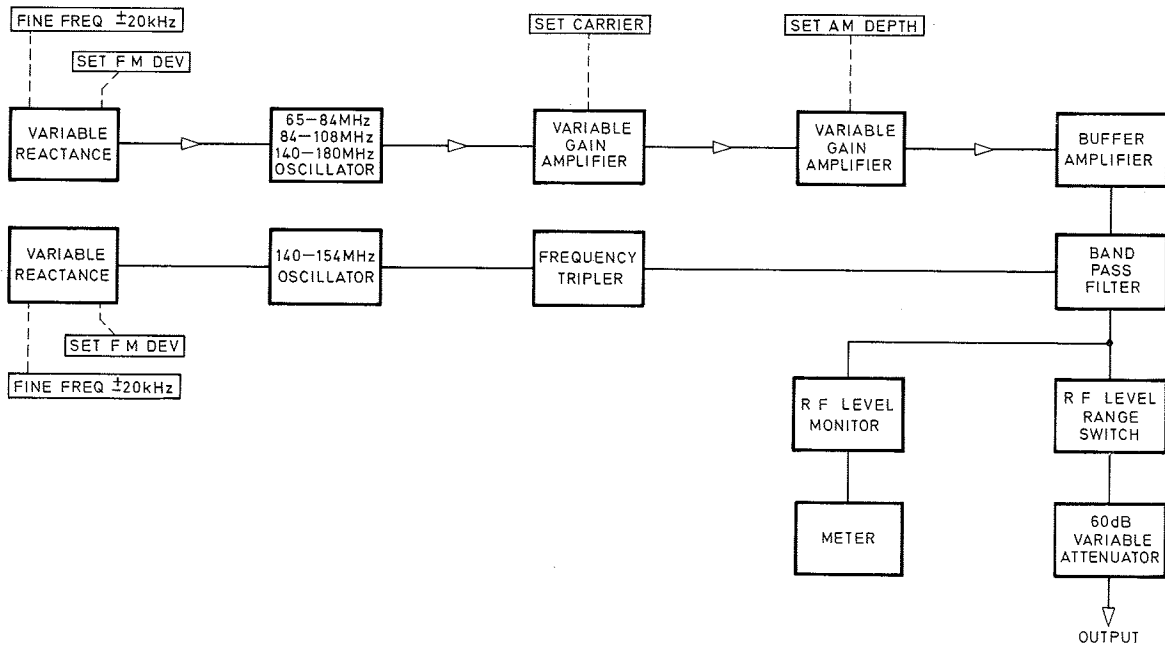 FINE FREQ ±20kHz
SET F M DEV
SET CARRIER
SET AM DEPTH
VARIABLE
REACTANCE
65—84MHz
84—108MHz
140—180MHz
OSCILLATOR
VARIABLE
GAIN
AMPLIFIER
VARIABLE
GAIN
AMPLIFIER
BUFFER
AMPLIFIER
VARIABLE
REACTANCE
140—154MHz
OSCILLATOR
FREQUENCY
TRIPLER
BAND
PASS
FILTER
SET F M DEV
FINE FREQ ±20kHz
R F LEVEL
MONITOR
R F LEVEL
RANGE
SWITCH
METER
60dB
VARIABLE
ATTENUATOR
OUTPUT